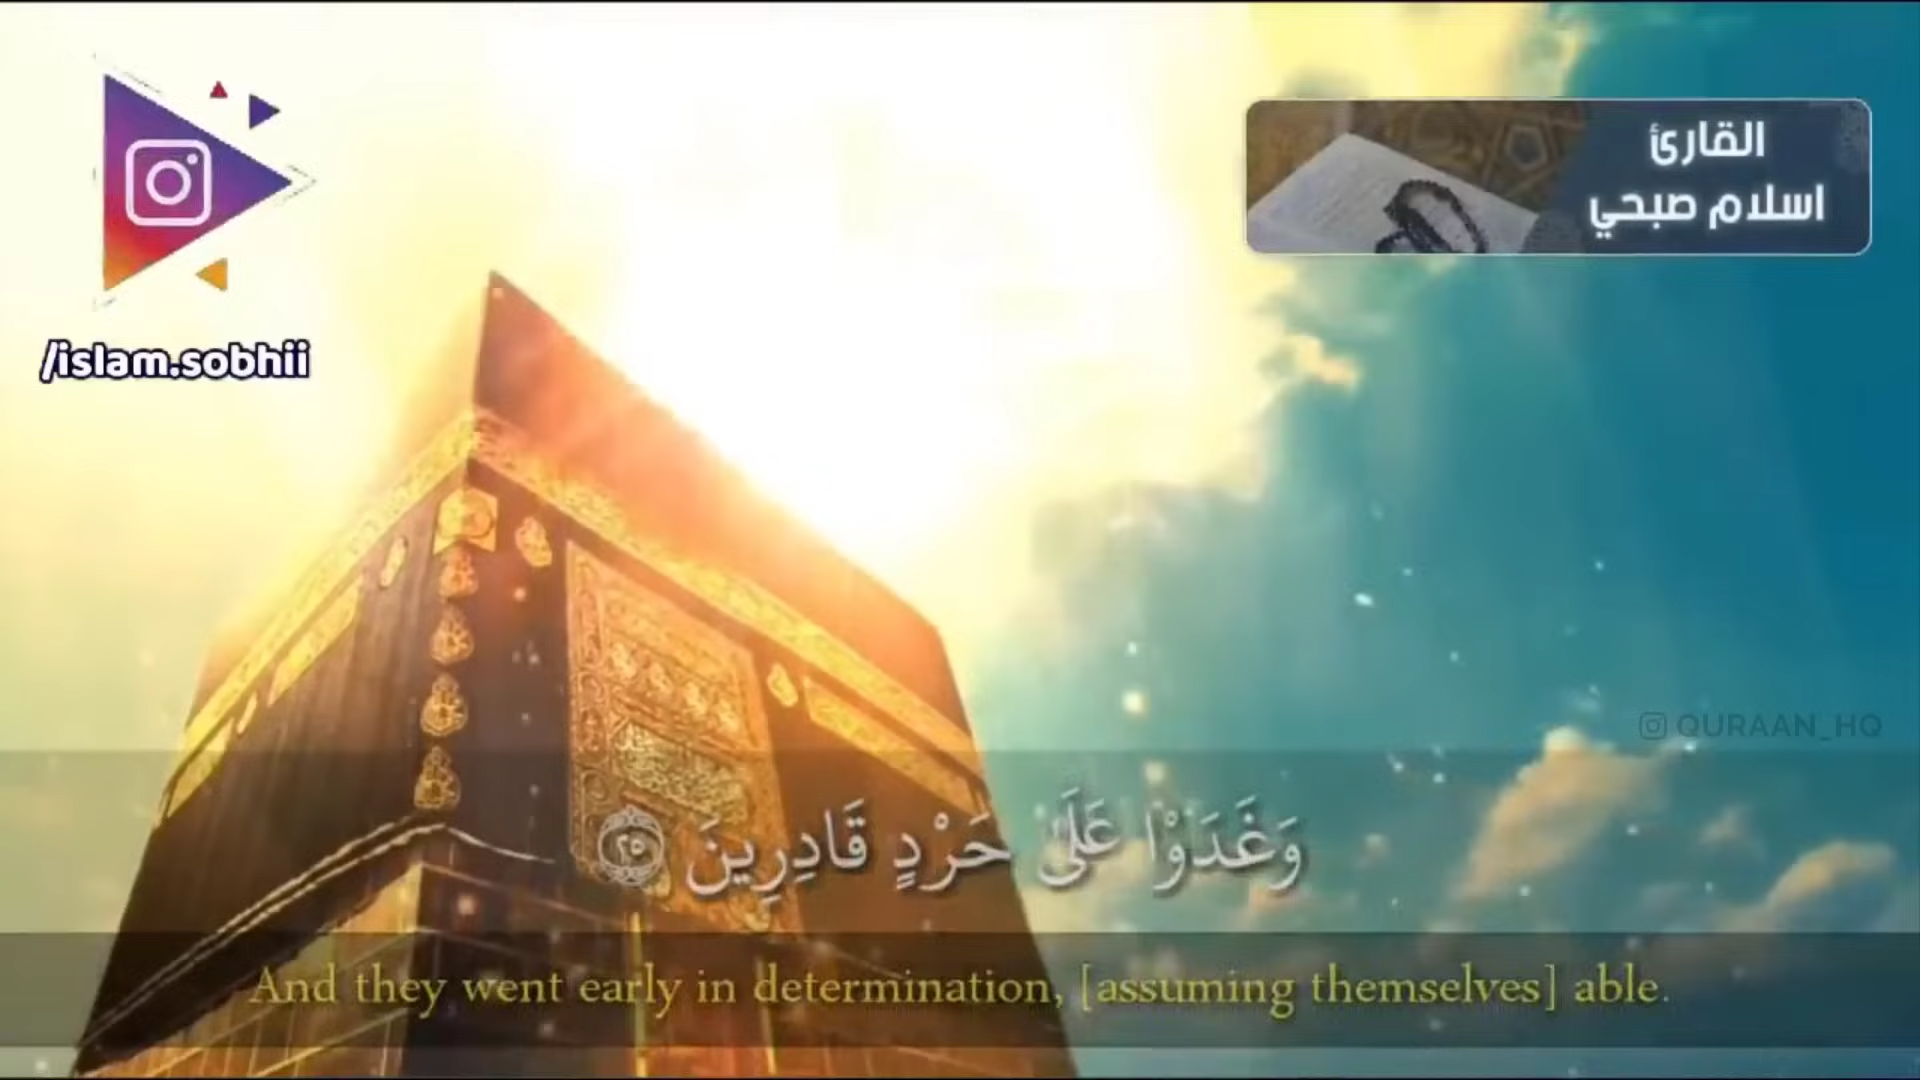 القارئ
اسلام صبحي
/islam.sobhii
QURAAN_HQ
وَغَدَوْا۟ عَلَىٰ حَرْدٍ قَادِرِينَ ٢٥
And they went early in determination, [assuming themselves] able.